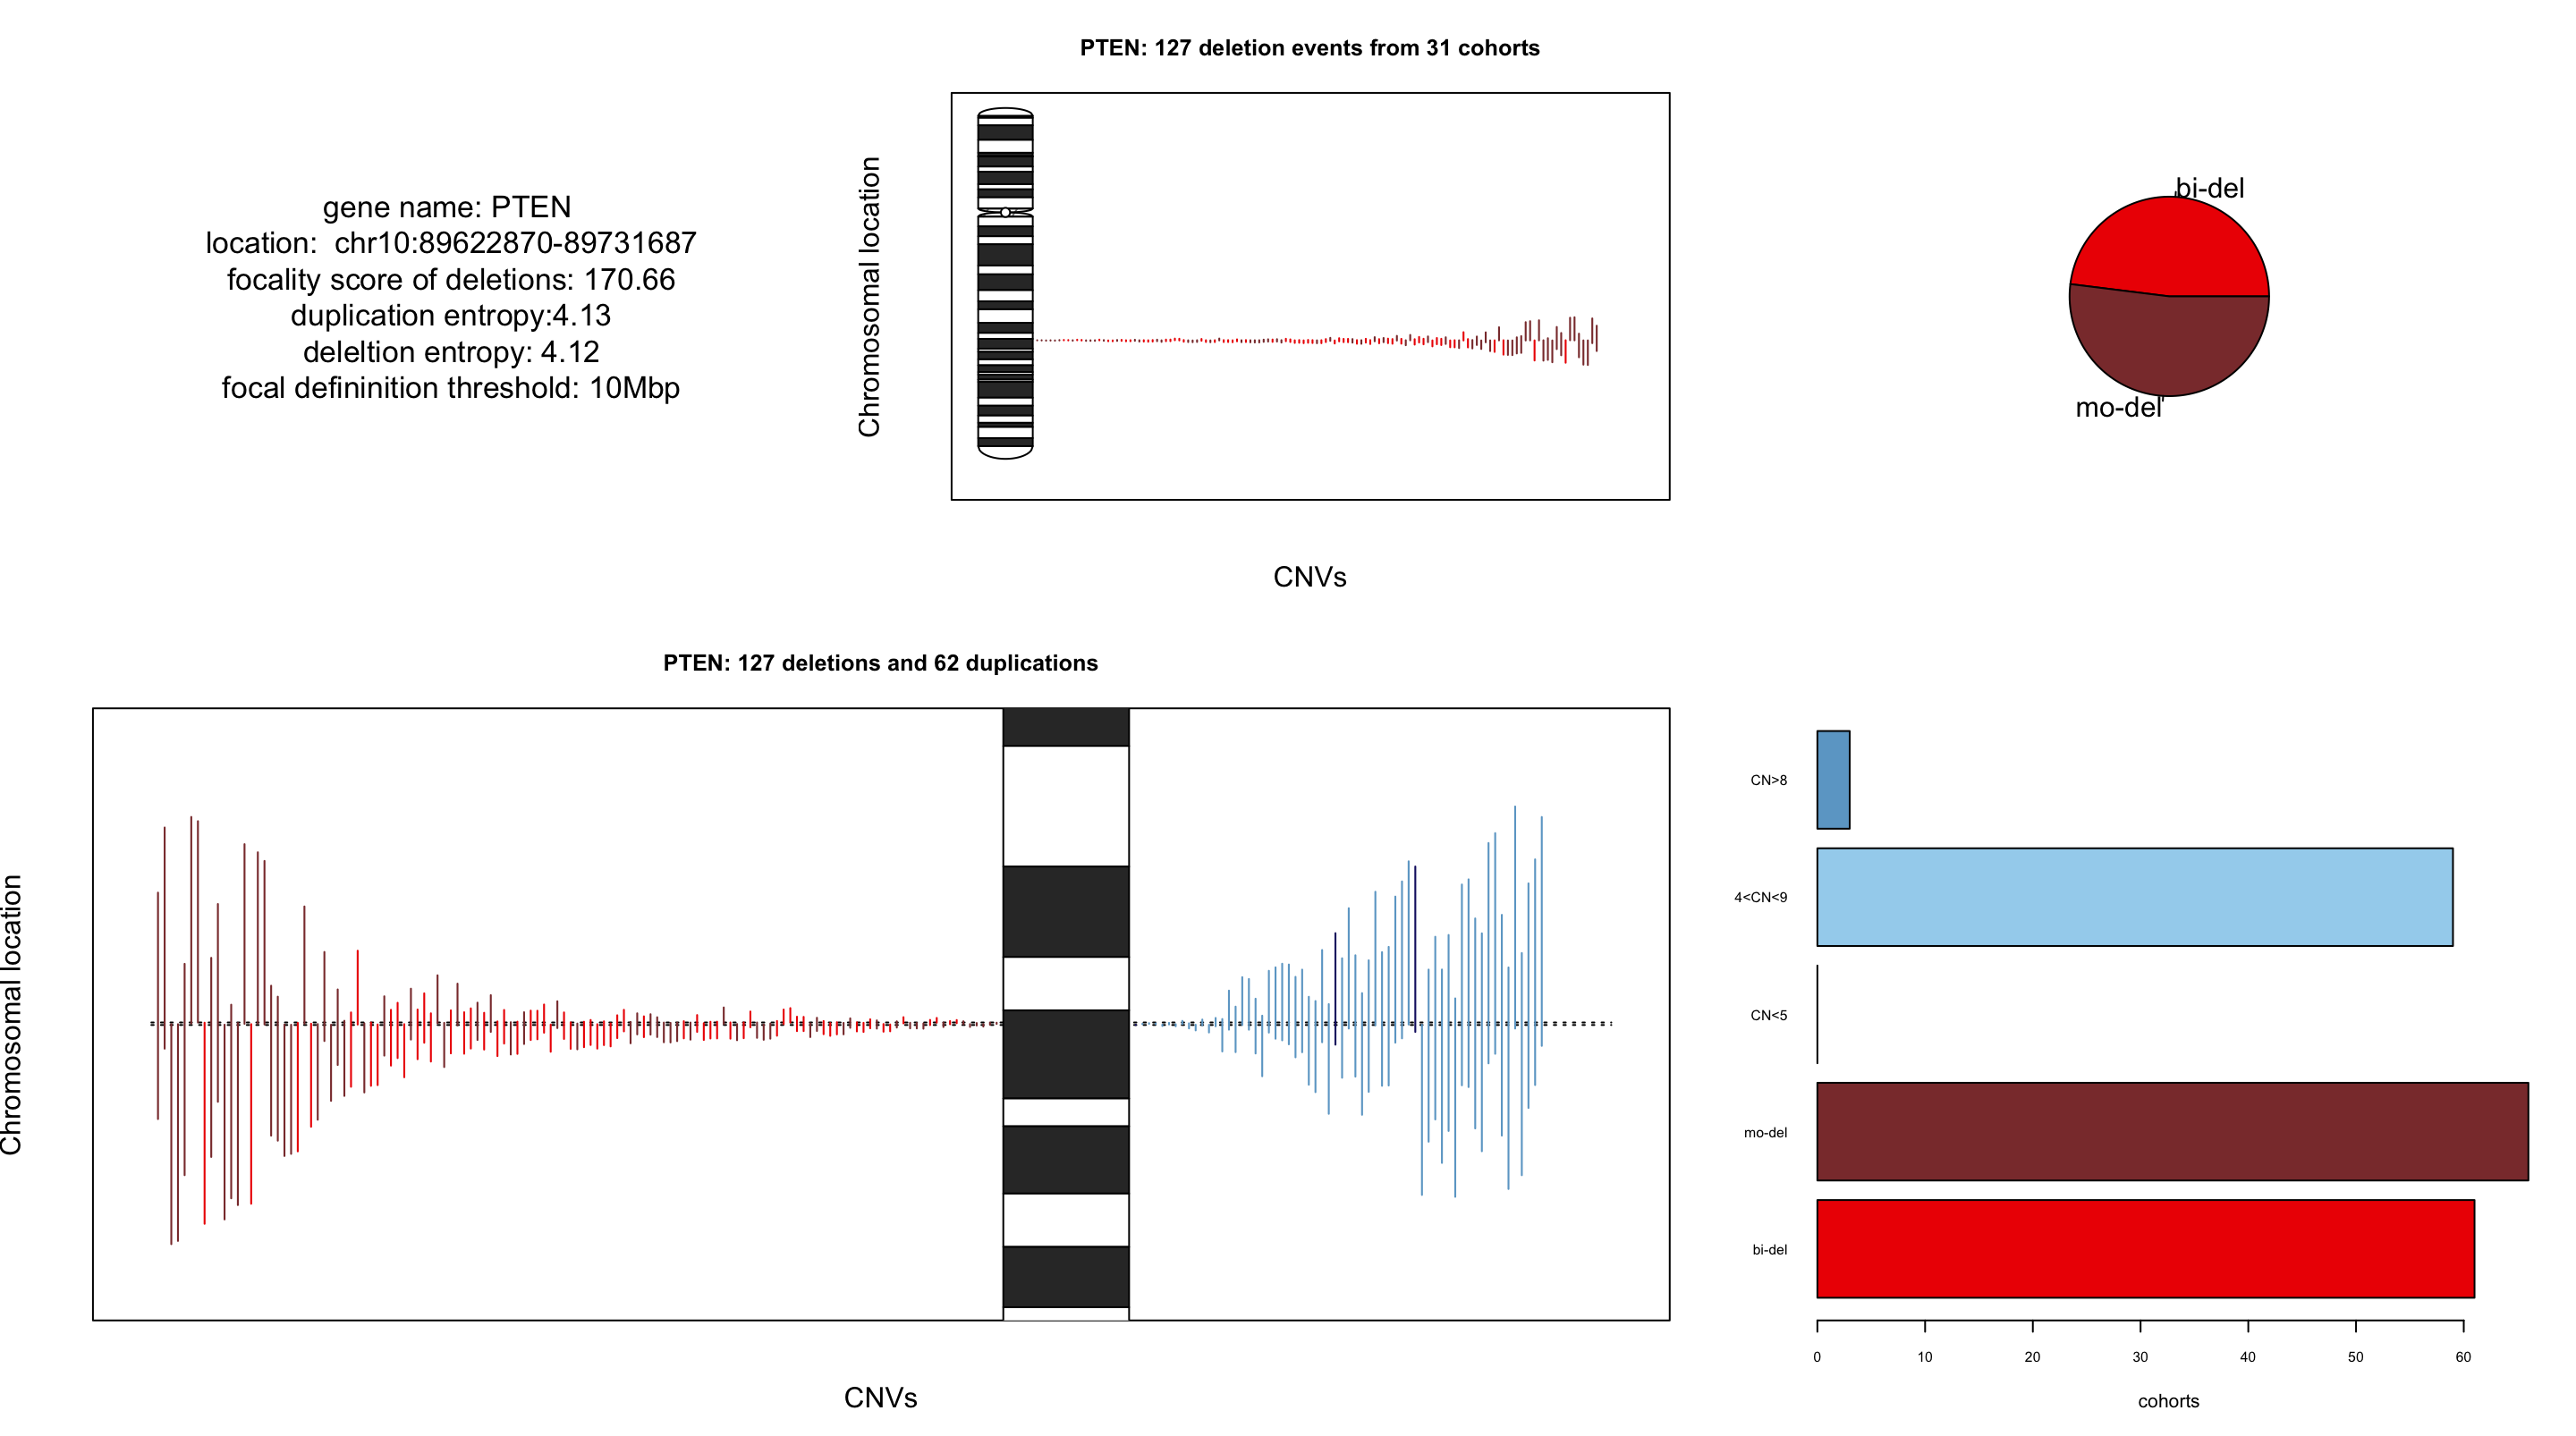 PTEN: 127 deletion events from 31 cohorts
gene name: PTEN
location:  chr10:89622870-89731687
focality score of deletions: 170.66
duplication entropy:4.13
deleltion entropy: 4.12
focal defininition threshold: 10Mbp
Chromosomal location
CNVs
bi-del
mo-del
PTEN: 127 deletions and 62 duplications
Chromosomal location
CNVs
CN>8
4<CN<9
CN<5
mo-del
bi-del
0 10 20 30 40 50 60
cohorts